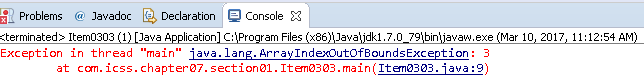 Problems @ Javadoc Declaration Console
<terminated> Item0303 (1) [Java Application] C:\Program Files (x86)\Java\jdk1.7.0_79\bin\javaw.exe (Mar 10, 2017, 11:12:54 AM)
Exception in thread "main" java.lang.ArrayIndexOutOfBoundsException: 3
at com.icss.chapter07.section01.Item0303.main(Item0303.java:9)